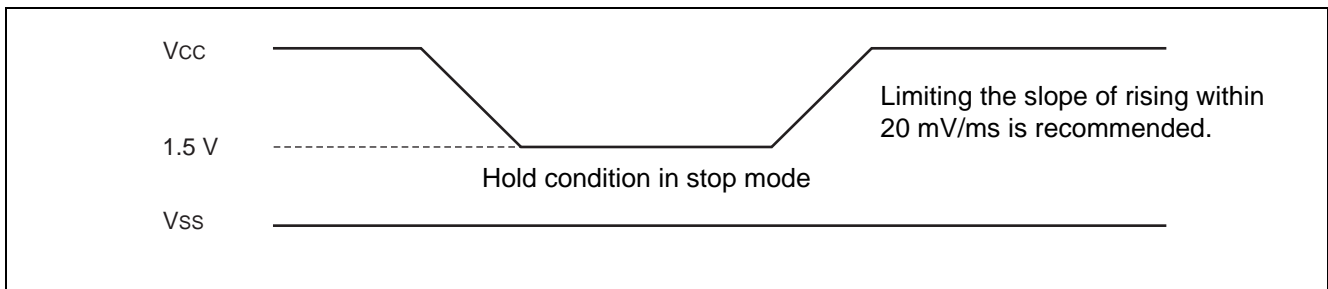 Vcc
Limiting the slope of rising within
20 mV/ms is recommended.
1.5 V
Hold condition in stop mode
Vss